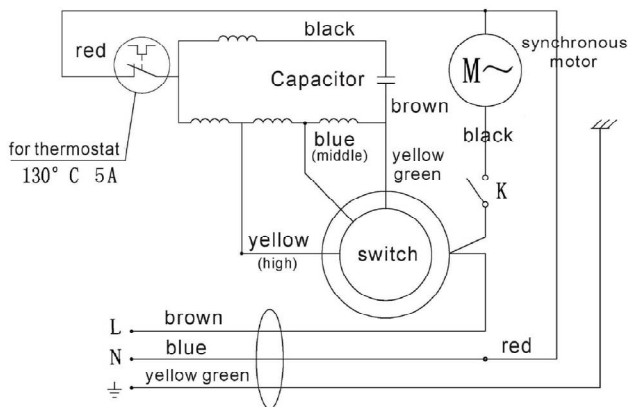 red
black
synchronous
motor
M～
Capacitor
brown
black
for thermostat
130° C 5A
blue
(middle)
yellow
green
K
yellow
(high)
switch
L
brown
N
blue
red
yellow green